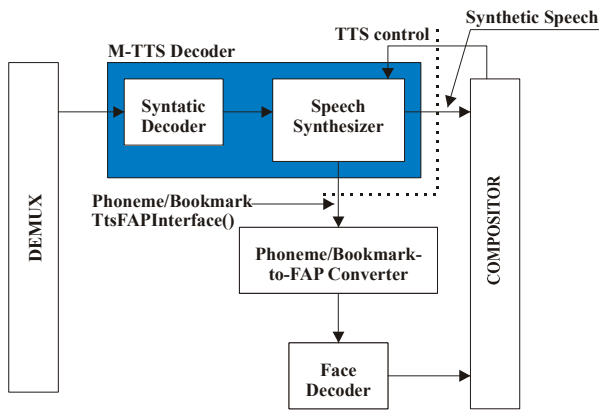 Synthetic Speech
TTS control
M-TTS Decoder
Syntatic
Decoder
Speech
Synthesizer
DEMUX
Phoneme/Bookmark
TtsFAPInterface()
Phoneme/Bookmark-
to-FAP Converter
COMPOSITOR
Face
Decoder